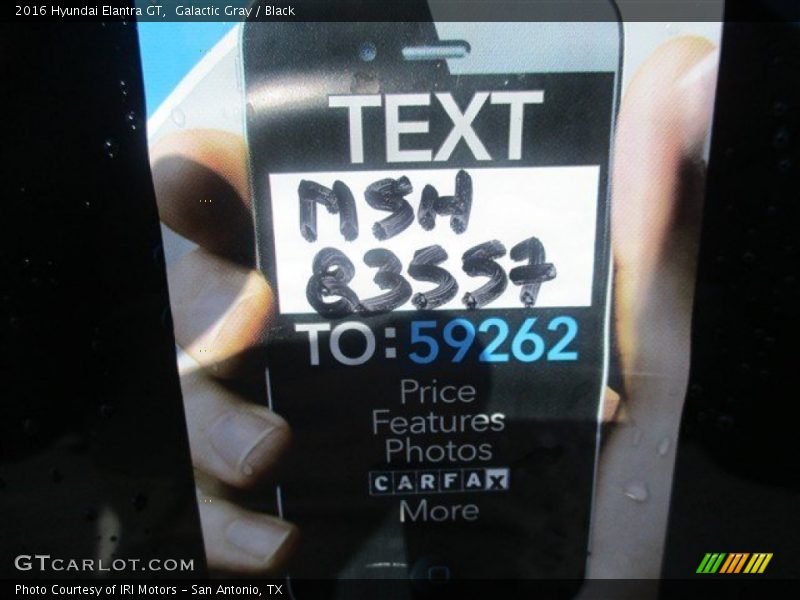 2016 Hyundai Elantra GT,  Galactic Gray / Black
TEXT
MSH
83557
TO: 59262
Price
Features
Photos
CARFAX
More
GTCARLOT.COM
Photo Courtesy of IRI Motors - San Antonio, TX